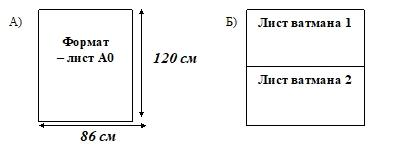 А)
Формат
– лист А0
120 см
86 см
Б)
Лист ватмана 1
Лист ватмана 2